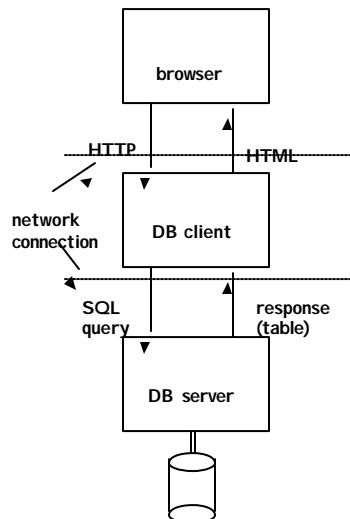 browser
HTTP
HTML
network
connection
DB client
SQL
query
response
(table)
DB server